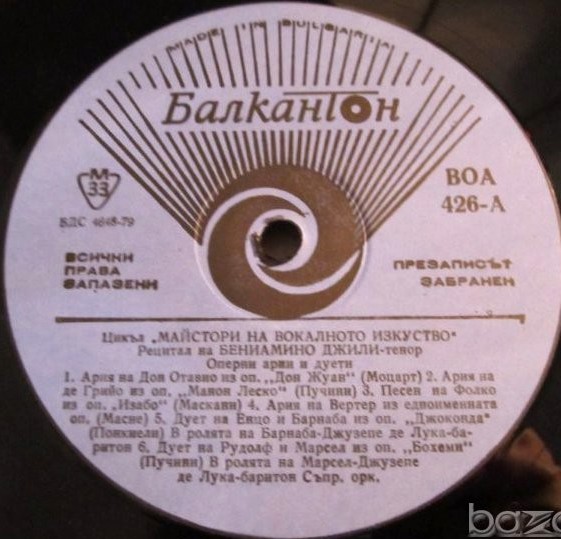 MADE IN BULGARIA
Балкантон
М
33
БДС 4648-79
ВОА
426-А
ВСИЧКИ
ПРАВА
ЗАПАЗЕНИ
ПРЕЗАПИСЪТ
ЗАБРАНЕН
Цикъл „МАЙСТОРИ НА ВОКАЛНОТО ИЗКУСТВО"
Рецитал на БЕНИАМИНО ДЖИЛИ-тенор
Оперни арии и дуети
1. Ария на Дон Отавио из оп. „Дон Жуан" (Моцарт) 2. Ария на
де Грийо из оп. „Манон Леско" (Пучини) 3. Песен на Фолко
из оп. „Изабо" (Маскани) 4. Ария на Вертер из едноименната
оп. (Масне) 5. Дует на Енцо и Барнаба из оп. „Джоконда"
(Понкиели) В ролята на Барнаба-Джузепе де Лука-ба-
ритон 6. Дует на Рудолф и Марсел из оп. „Бохеми"
(Пучини) В ролята на Марсел-Джузепе
де Лука-баритон Съпр. орк.